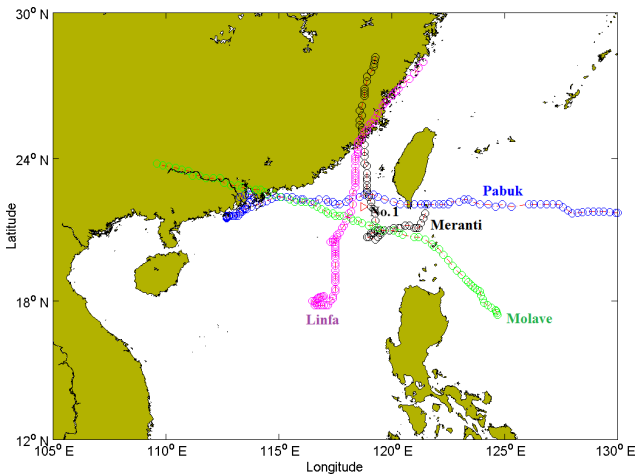 30° N
24° N
18° N
12° N
Latitude
Pabuk
No.1
Meranti
Linfa
Molave
105° E
110° E
115° E
120° E
125° E
130° E
Longitude